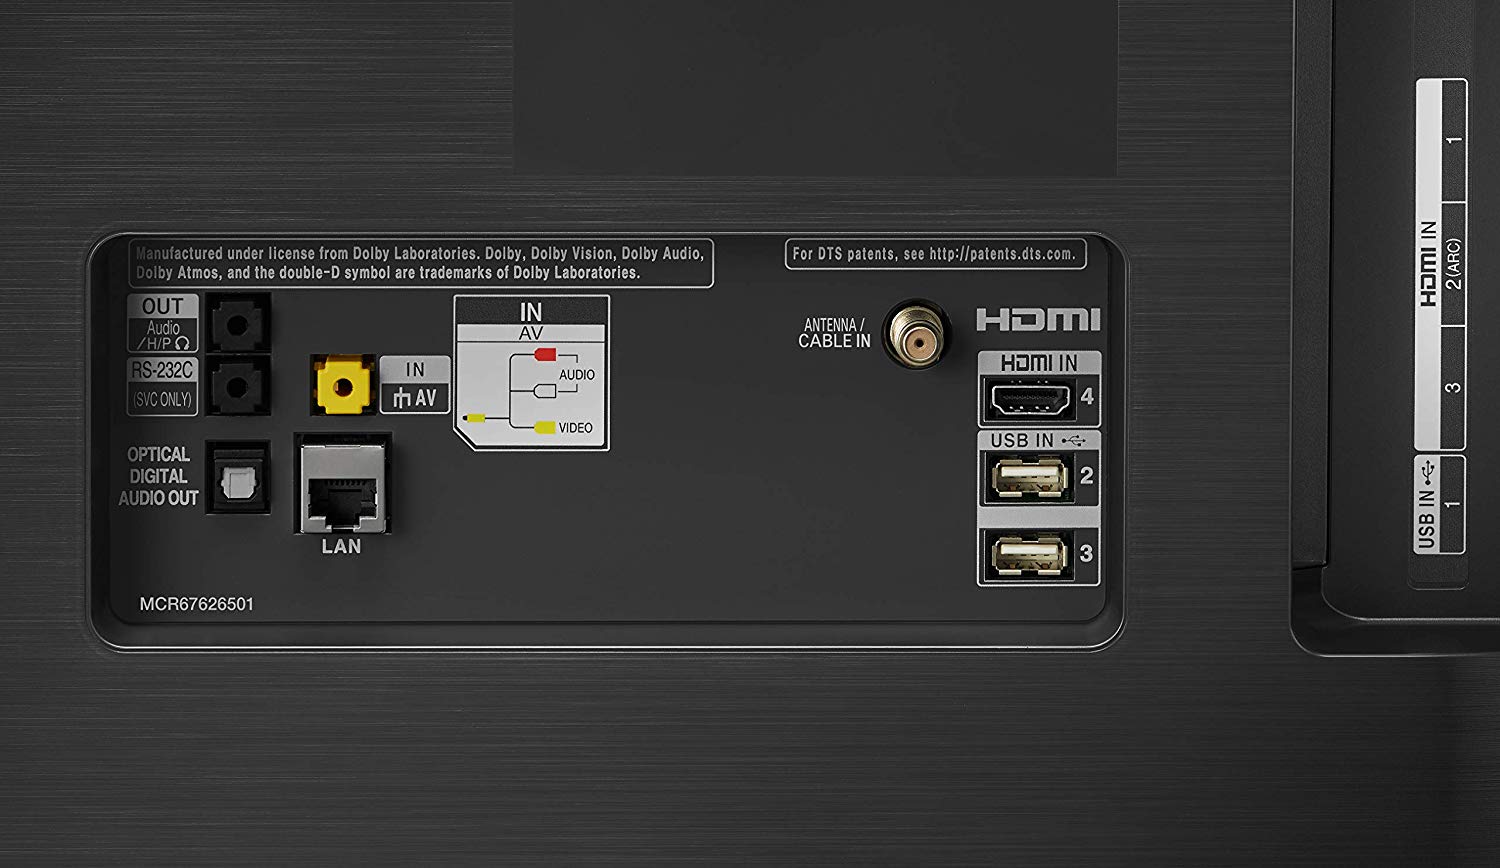 Manufactured under license from Dolby Laboratories. Dolby, Dolby Vision, Dolby Audio,
Dolby Atmos, and the double-D symbol are trademarks of Dolby Laboratories.
For DTS patents, see http://patents.dts.com.
OUT
Audio
/H/P
RS-232C
(SVC ONLY)
OPTICAL
DIGITAL
AUDIO OUT
IN
AV
LAN
IN
AV
AUDIO
VIDEO
ANTENNA /
CABLE IN
HDMI
HDMI IN
4
USB IN
2
3
MCR67626501
HDMI IN
1
2(ARC)
3
USB IN
1